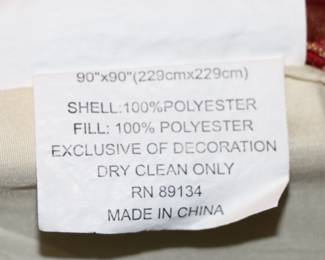 90"x90"(229cmx229cm)
SHELL:100%POLYESTER
FILL: 100% POLYESTER
EXCLUSIVE OF DECORATION
DRY CLEAN ONLY
RN 89134
MADE IN CHINA